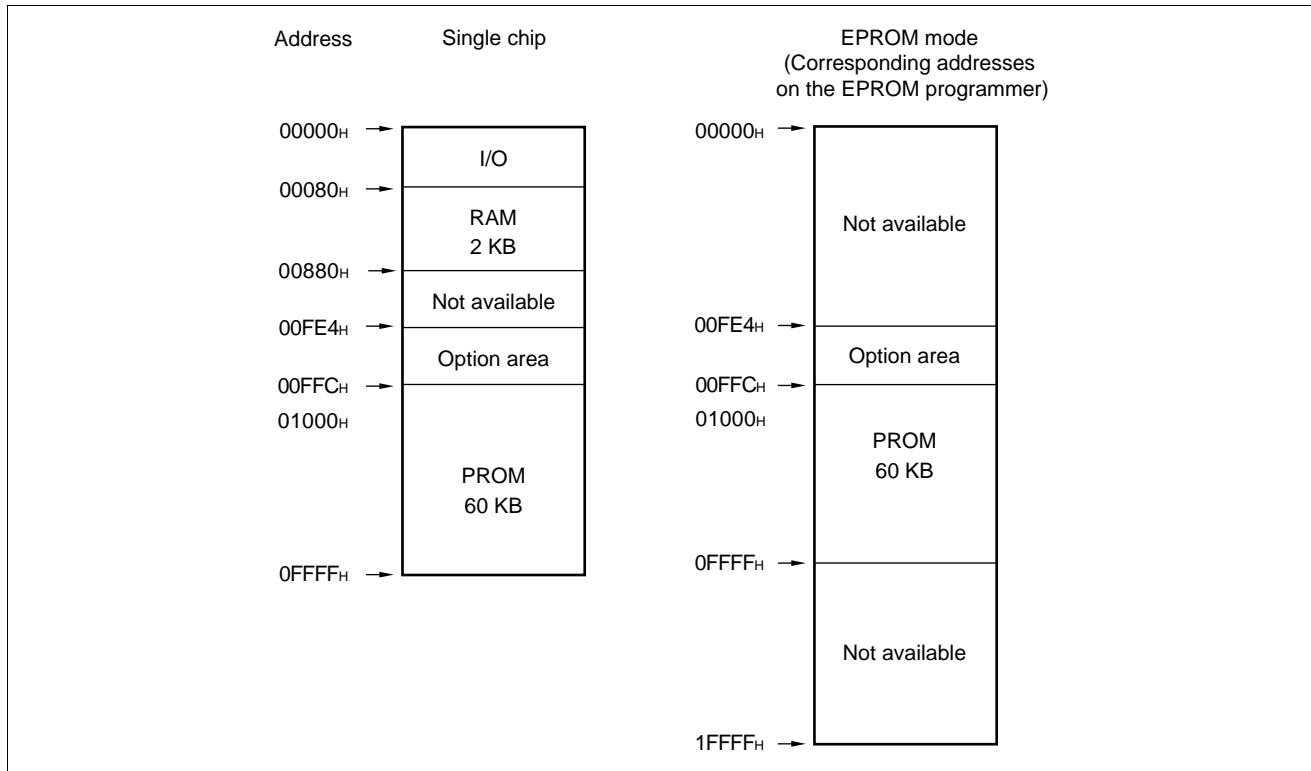 Address
Single chip
00000H
I/O
00080H
RAM
2 KB
00880H
Not available
00FE4H
Option area
00FFCH
01000H
PROM
60 KB
0FFFFH
EPROM mode
(Corresponding addresses
on the EPROM programmer)
00000H
Not available
00FE4H
Option area
00FFCH
01000H
PROM
60 KB
0FFFFH
Not available
1FFFFH